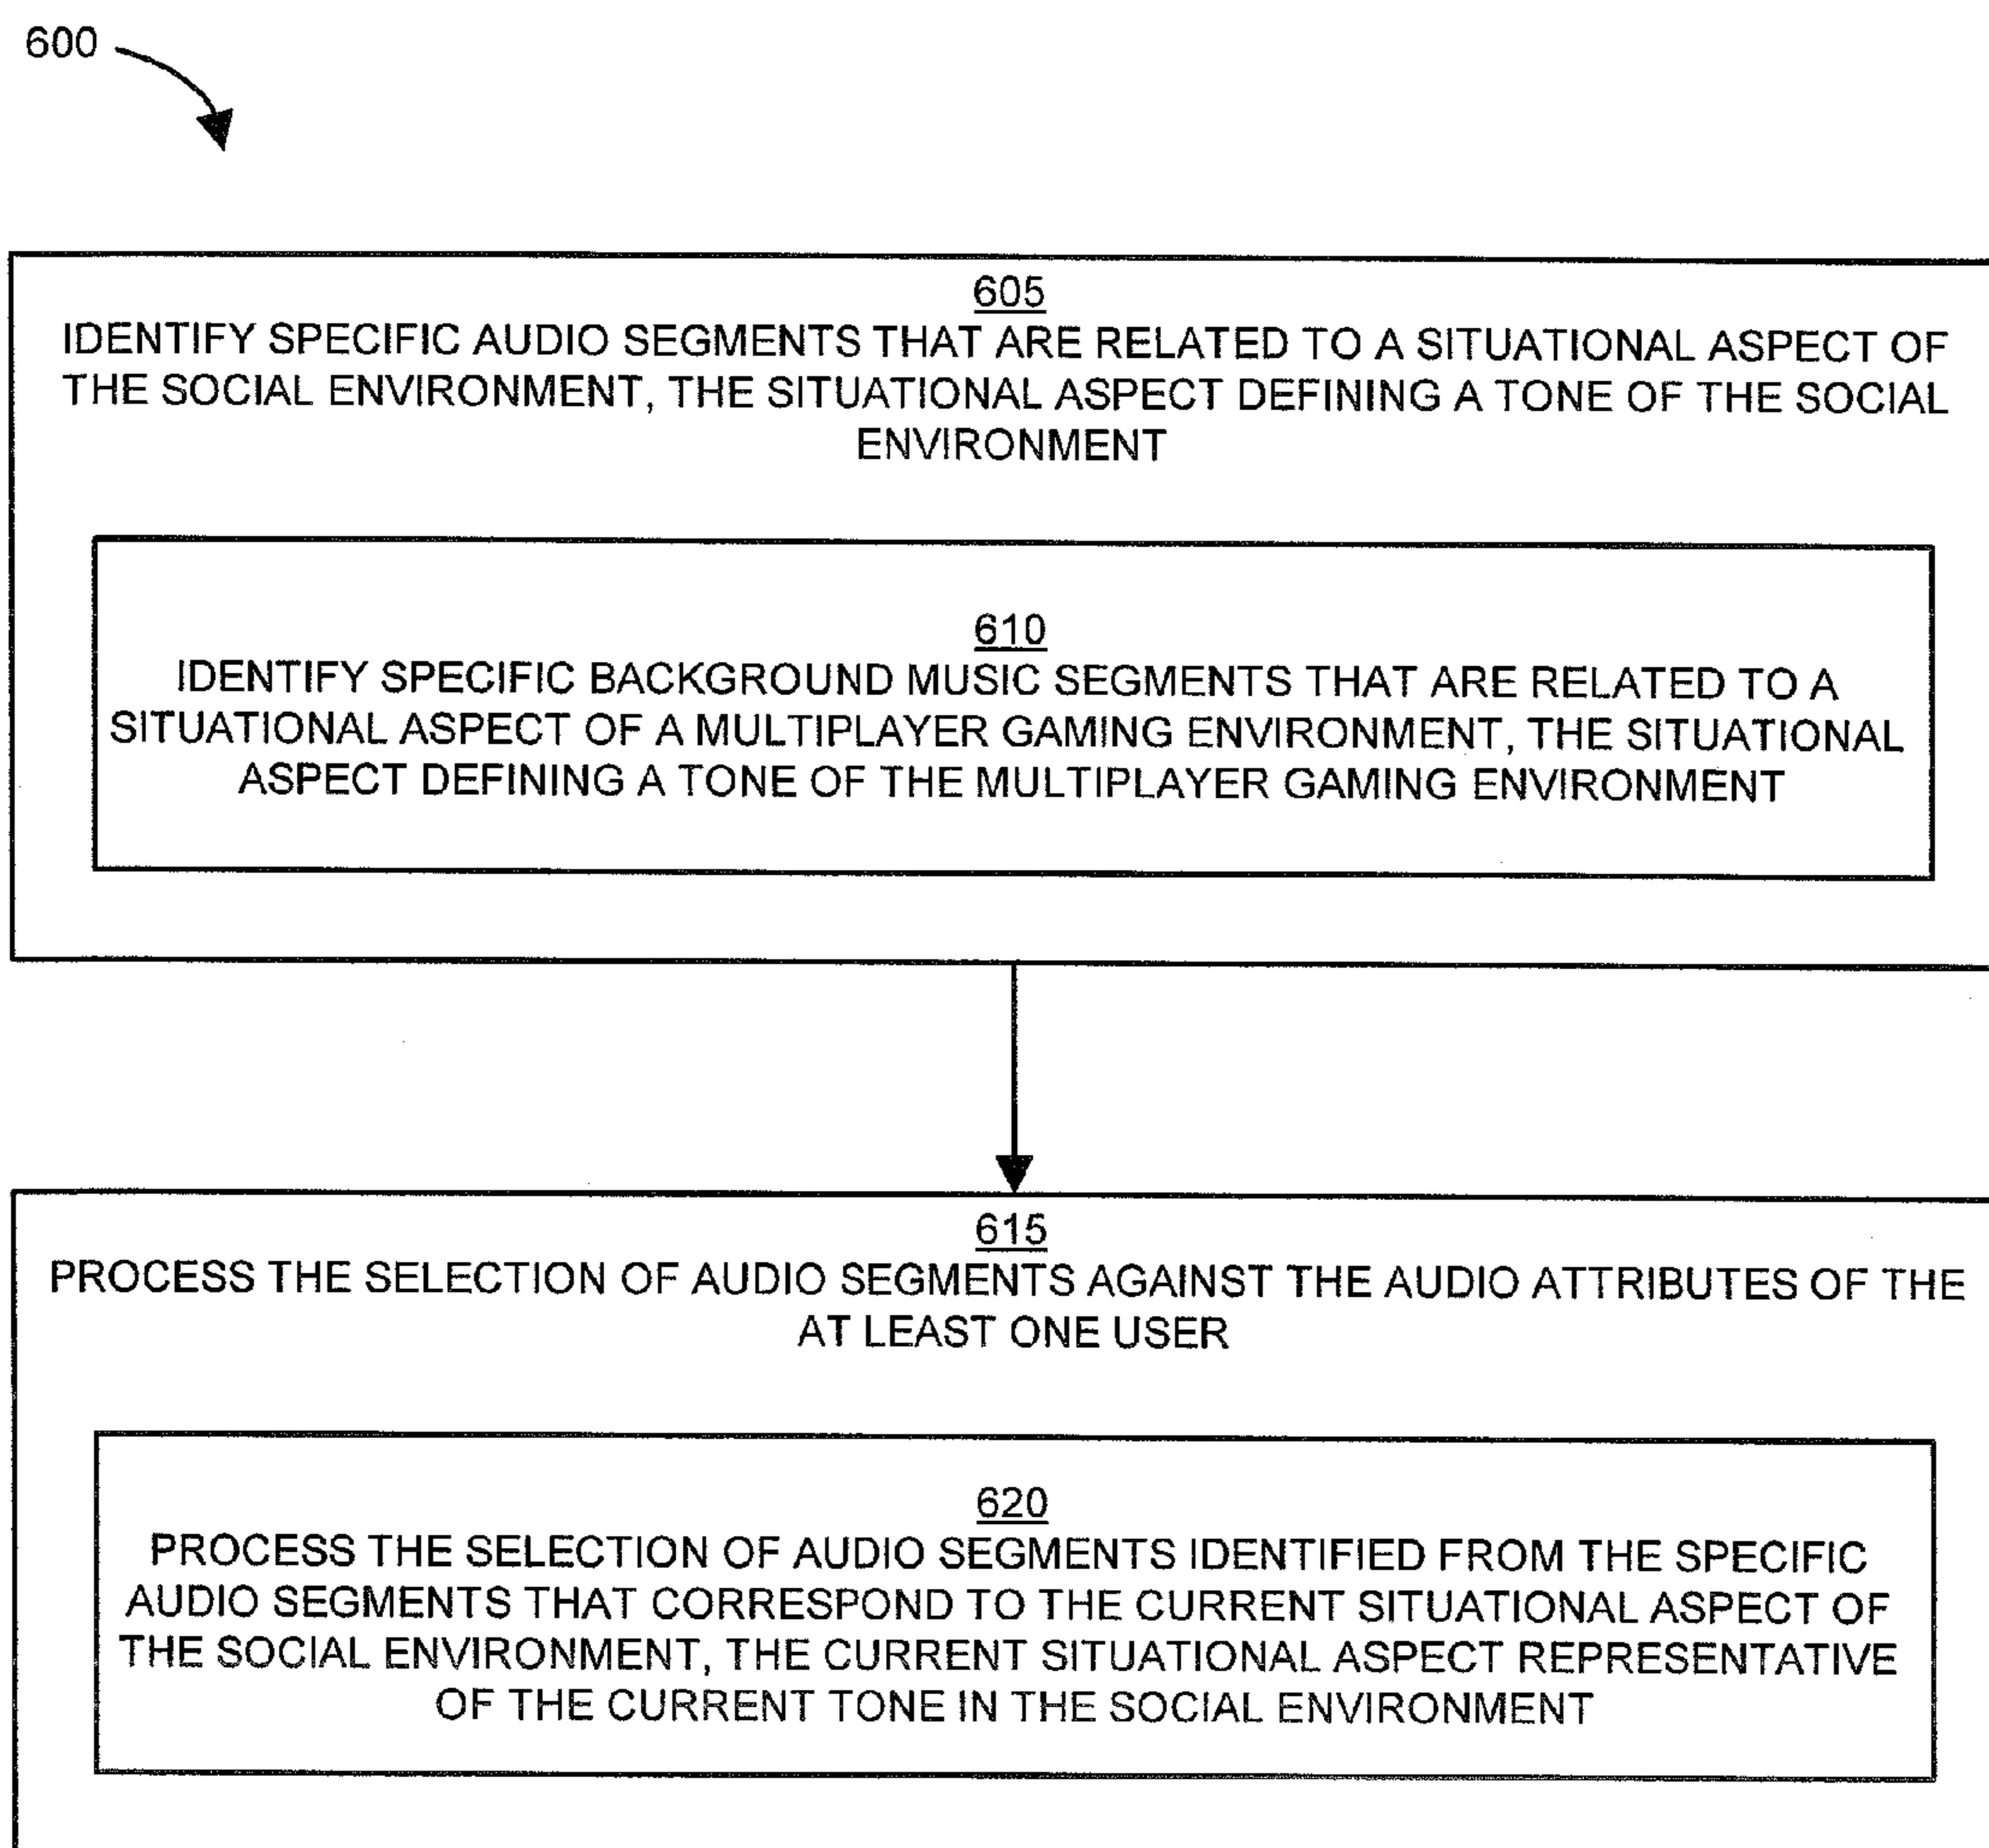 600
605
IDENTIFY SPECIFIC AUDIO SEGMENTS THAT ARE RELATED TO A SITUATIONAL ASPECT OF
THE SOCIAL ENVIRONMENT, THE SITUATIONAL ASPECT DEFINING A TONE OF THE SOCIAL
ENVIRONMENT
610
IDENTIFY SPECIFIC BACKGROUND MUSIC SEGMENTS THAT ARE RELATED TO A
SITUATIONAL ASPECT OF A MULTIPLAYER GAMING ENVIRONMENT, THE SITUATIONAL
ASPECT DEFINING A TONE OF THE MULTIPLAYER GAMING ENVIRONMENT
615
PROCESS THE SELECTION OF AUDIO SEGMENTS AGAINST THE AUDIO ATTRIBUTES OF THE
AT LEAST ONE USER
620
PROCESS THE SELECTION OF AUDIO SEGMENTS IDENTIFIED FROM THE SPECIFIC
AUDIO SEGMENTS THAT CORRESPOND TO THE CURRENT SITUATIONAL ASPECT OF
THE SOCIAL ENVIRONMENT, THE CURRENT SITUATIONAL ASPECT REPRESENTATIVE
OF THE CURRENT TONE IN THE SOCIAL ENVIRONMENT